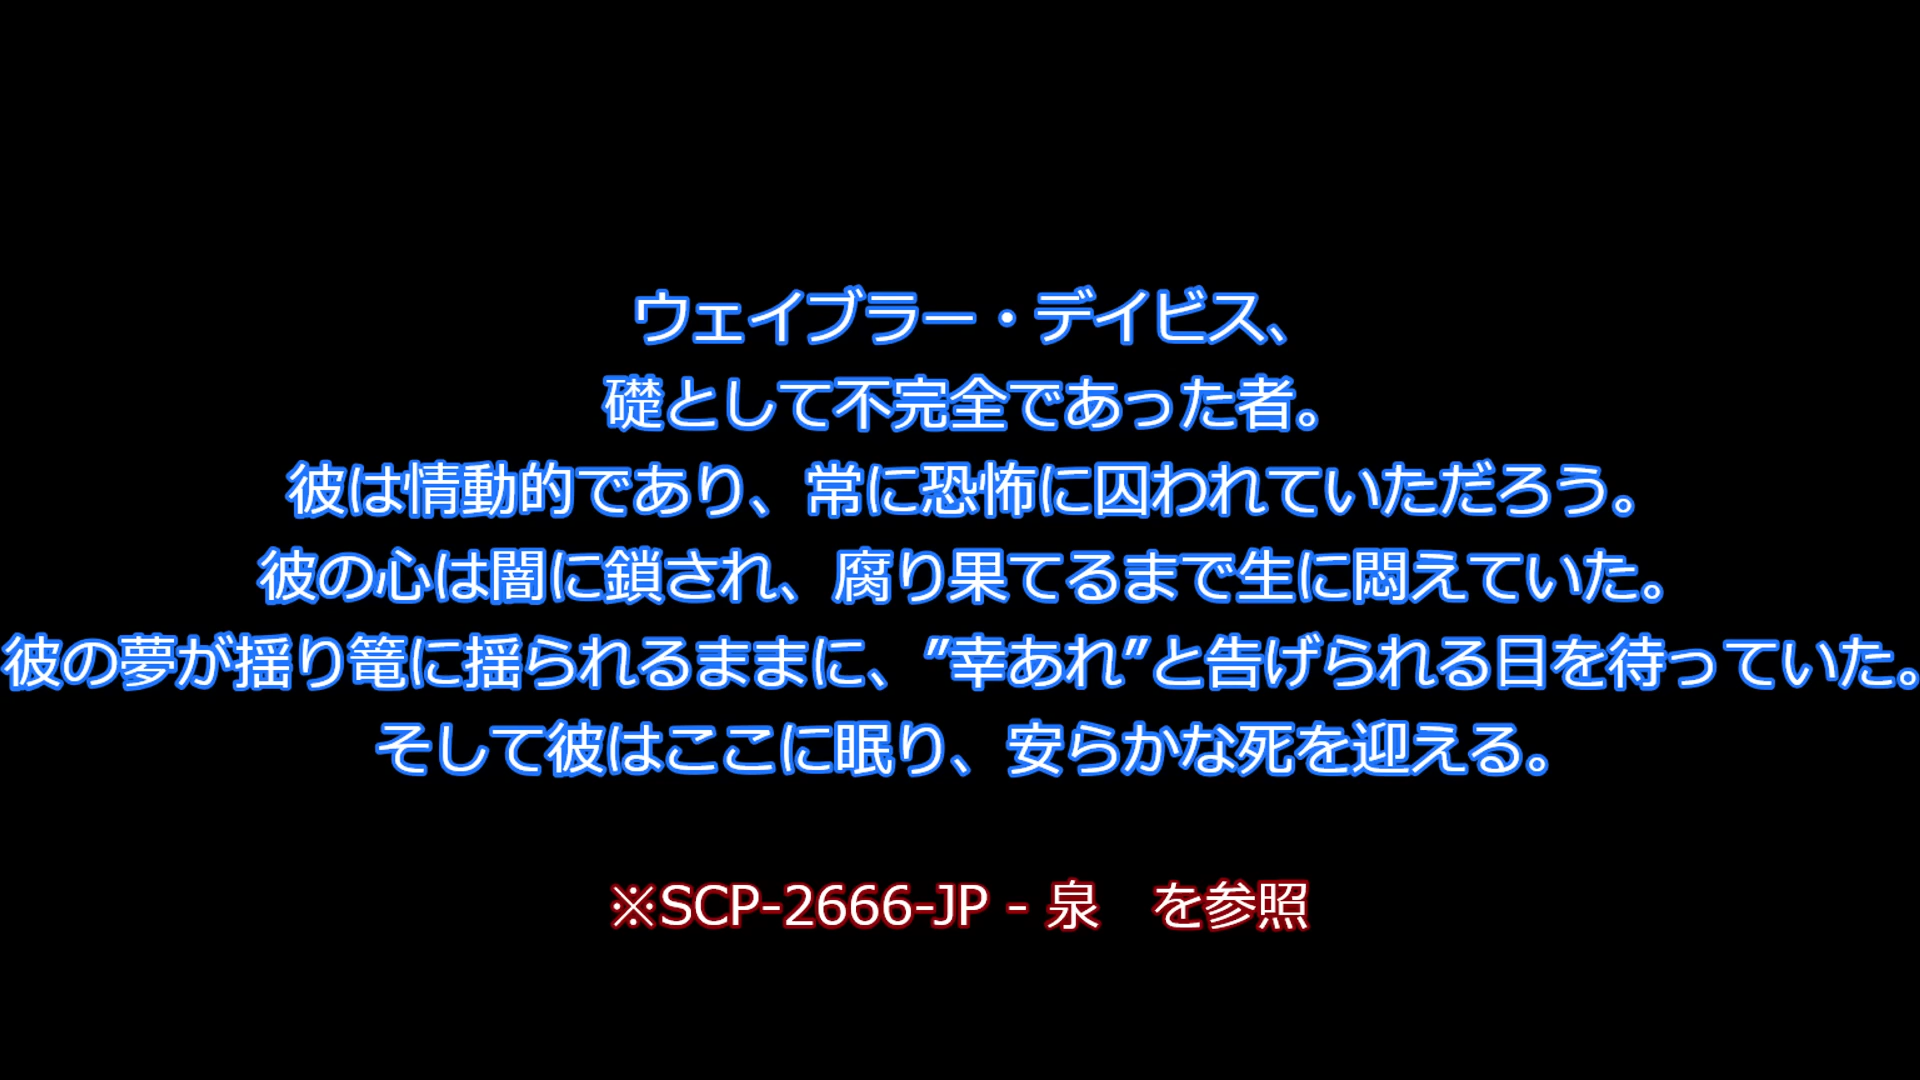 ウェイブラー・デイビス、
礎として不完全であった者。
彼は情動的であり、常に恐怖に囚われていただろう。
彼の心は闇に鎖され、腐り果てるまで生に悶えていた。
彼の夢が揺り篭に揺られるままに、”幸あれ”と告げられる日を待っていた。
そして彼はここに眠り、安らかな死を迎える。
※SCP-2666-JP - 泉　を参照